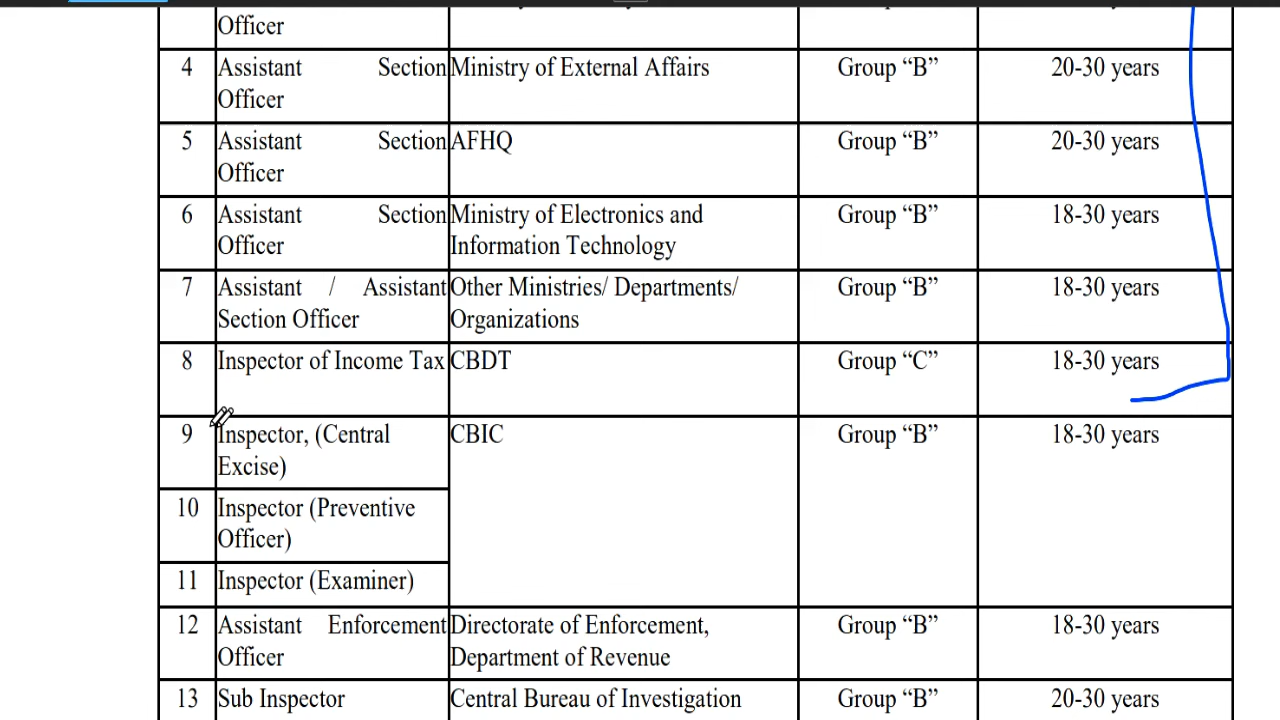 Officer
4 Assistant Section Ministry of External Affairs Group “B” 20-30 years
Officer
5 Assistant Section AFHQ Group “B” 20-30 years
Officer
6 Assistant Section Ministry of Electronics and Group “B” 18-30 years
Officer Information Technology
7 Assistant / Assistant Other Ministries/ Departments/ Group “B” 18-30 years
Section Officer Organizations
8 Inspector of Income Tax CBDT Group “C” 18-30 years
9 Inspector, (Central CBIC Group “B” 18-30 years
Excise)
10 Inspector (Preventive
Officer)
11 Inspector (Examiner)
12 Assistant Enforcement Directorate of Enforcement, Group “B” 18-30 years
Officer Department of Revenue
13 Sub Inspector Central Bureau of Investigation Group “B” 20-30 years